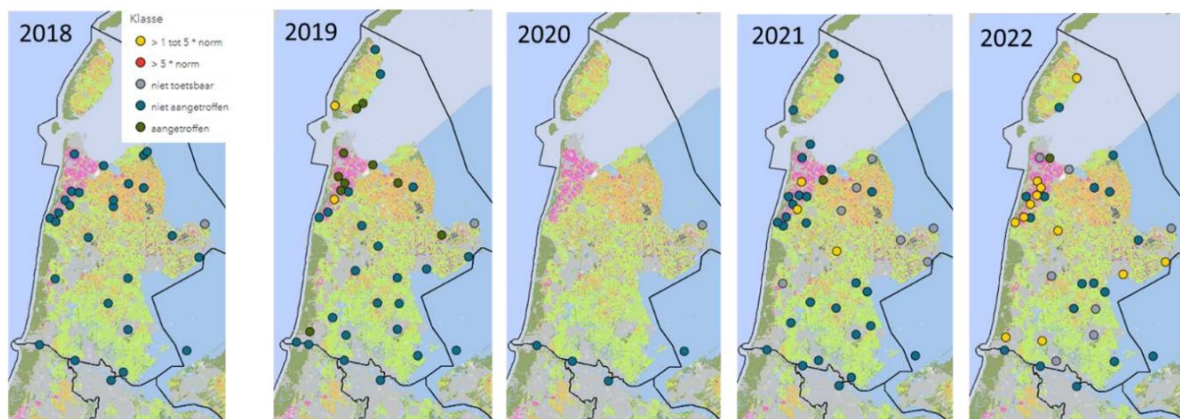 2018
Klasse
> 1 tot 5 * norm
> 5 * norm
niet toetsbaar
niet aangetroffen
aangetroffen
2019
2020
2021
2022